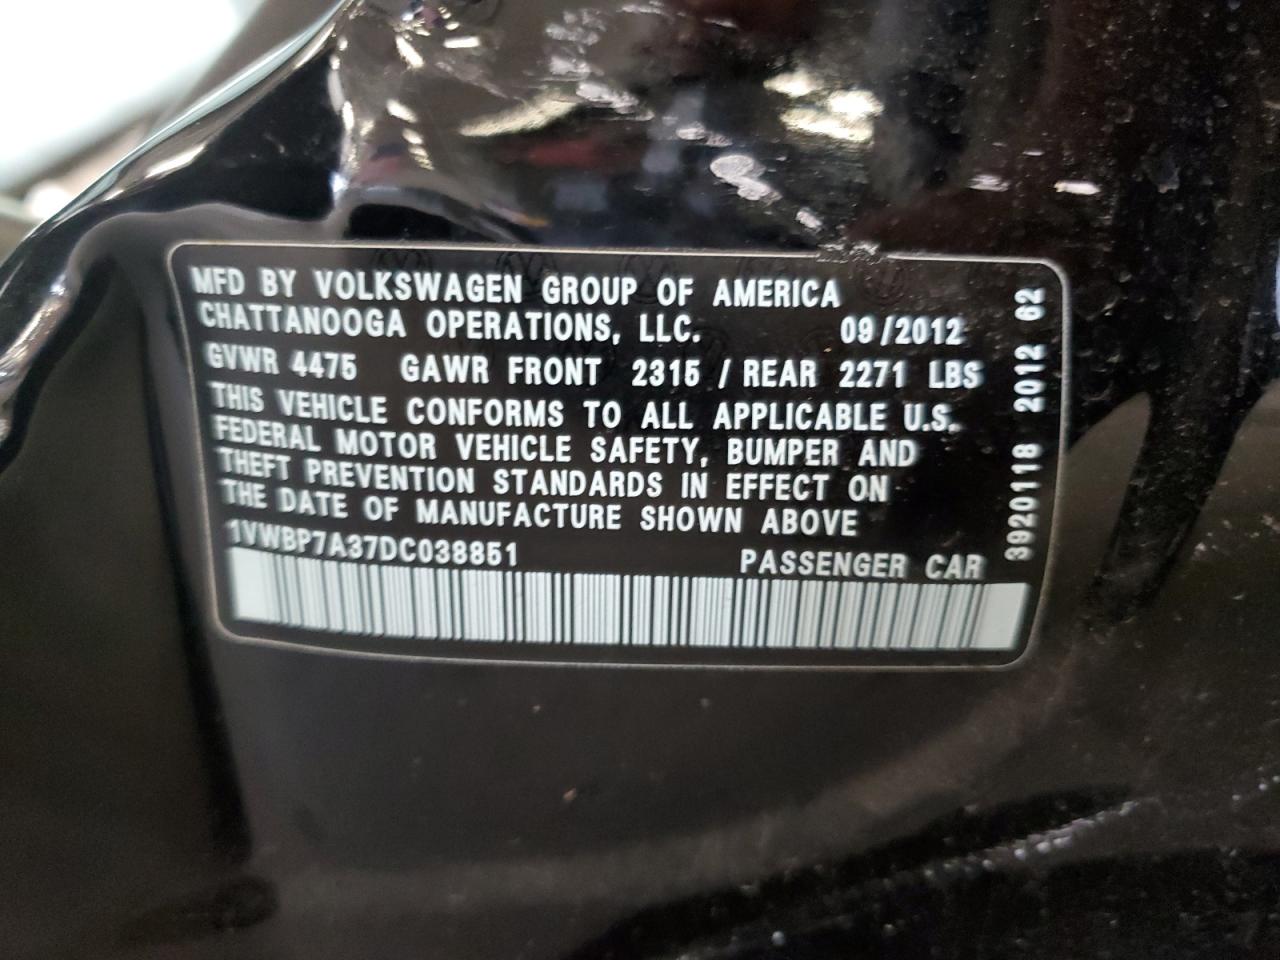 MFD BY VOLKSWAGEN GROUP OF AMERICA
CHATTANOOGA OPERATIONS, LLC. 09/2012
GVWR 4475 GAWR FRONT 2315 / REAR 2271 LBS
THIS VEHICLE CONFORMS TO ALL APPLICABLE U.S.
FEDERAL MOTOR VEHICLE SAFETY, BUMPER AND
THEFT PREVENTION STANDARDS IN EFFECT ON
THE DATE OF MANUFACTURE SHOWN ABOVE
1VWBP7A37DC038851 PASSENGER CAR
3920118 2012 62